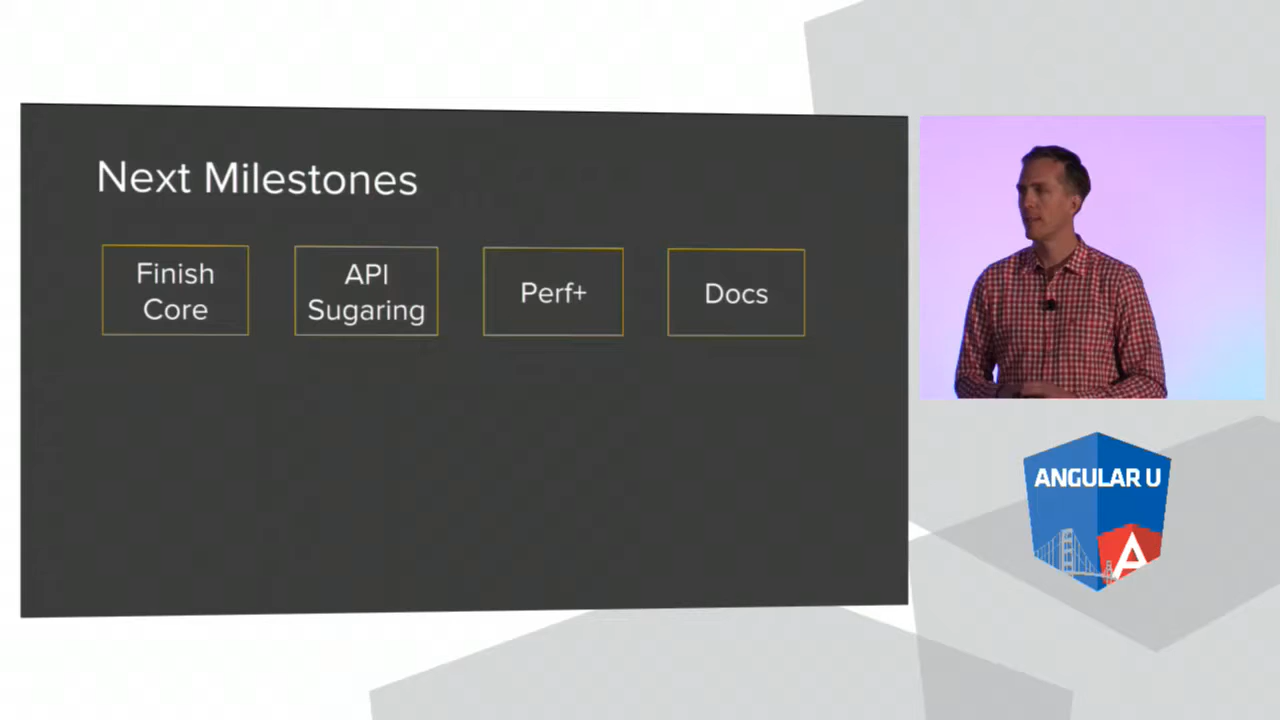 Next Milestones
Finish
Core
API
Sugaring
Perf+
Docs
ANGULAR U
A